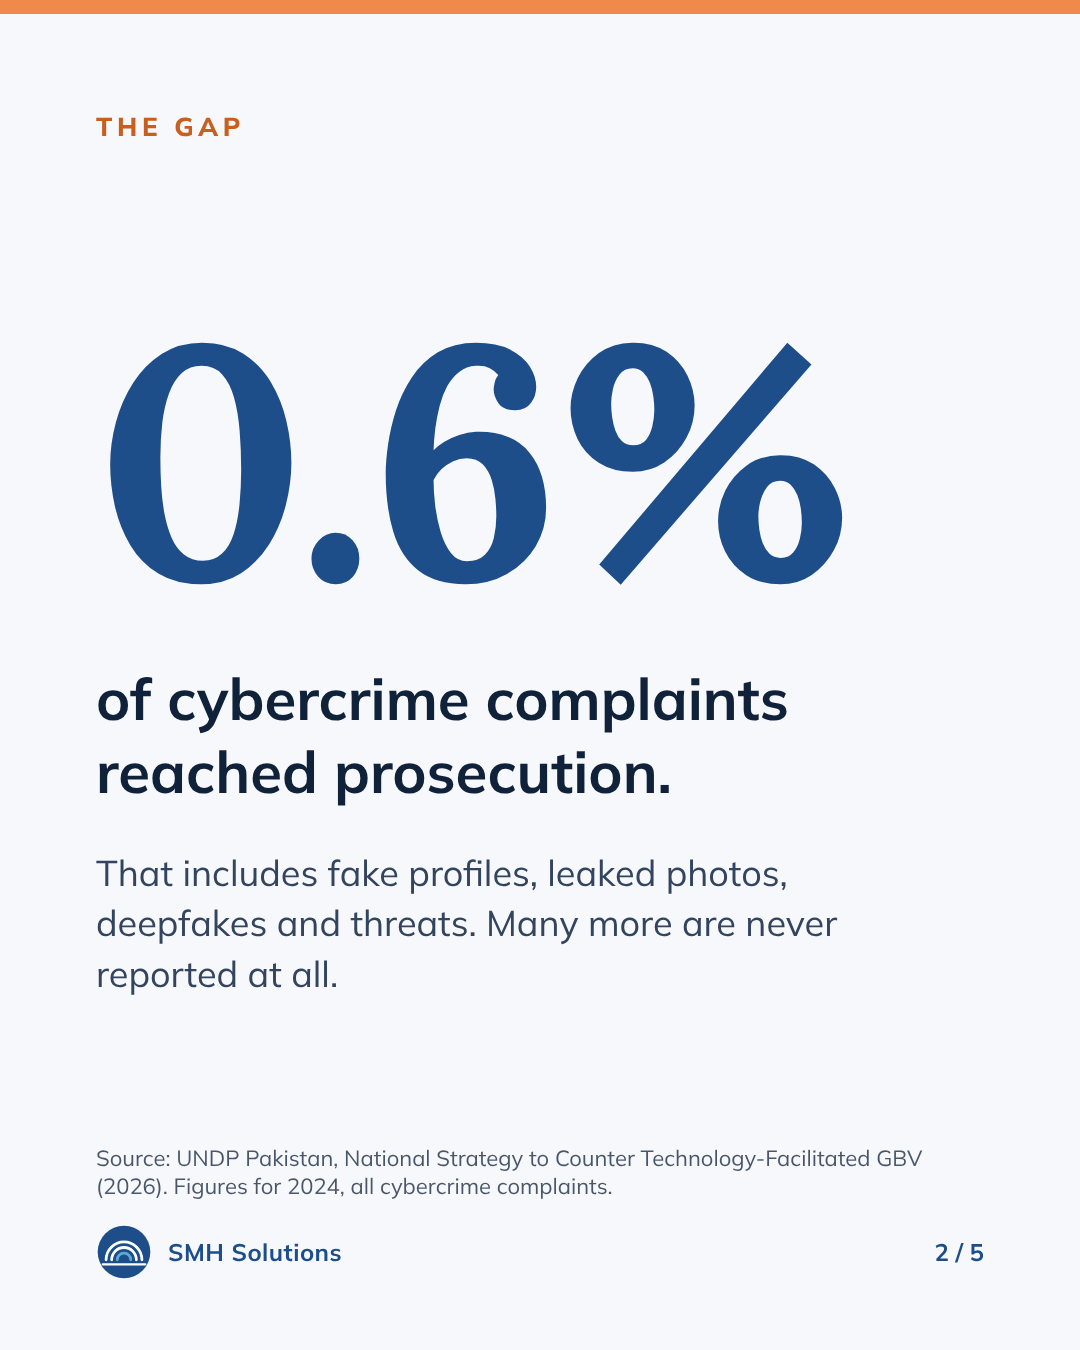 THE GAP
0.6%
of cybercrime complaints
reached prosecution.
That includes fake profiles, leaked photos,
deepfakes and threats. Many more are never
reported at all.
Source: UNDP Pakistan, National Strategy to Counter Technology-Facilitated GBV
(2026). Figures for 2024, all cybercrime complaints.
SMH Solutions
2 / 5